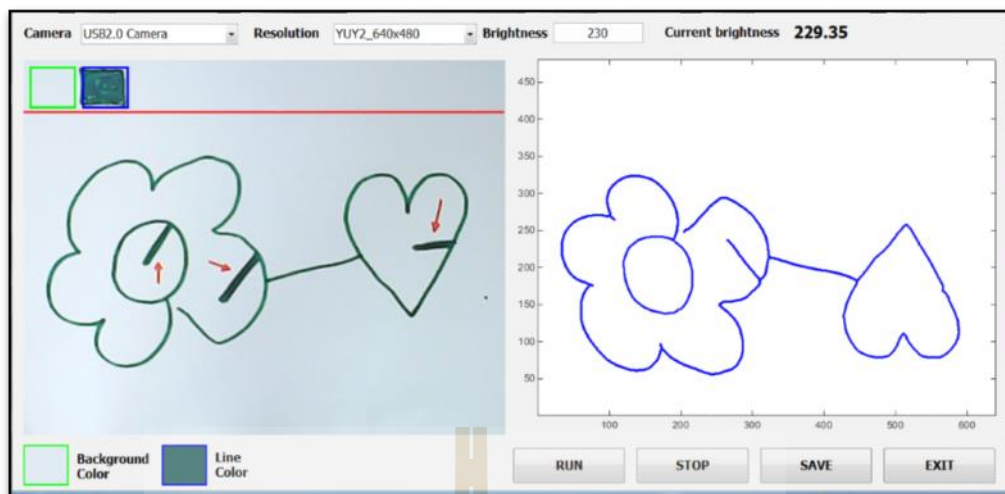 Camera USB2.0 Camera Resolution YUY2_640x480 Brightness 230 Current brightness 229.35
450
400
350
300
250
200
150
100
50
100 200 300 400 500 600
Background Color
Line Color
RUN STOP SAVE EXIT